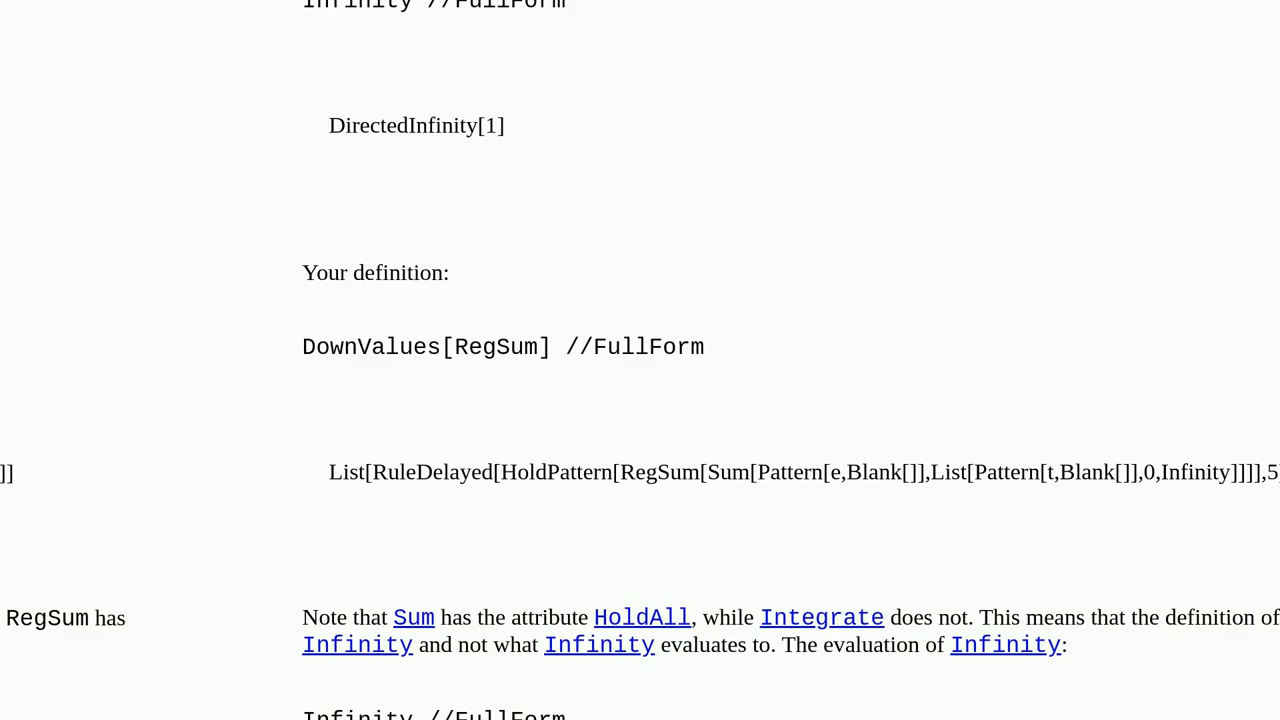 Infinity //FullForm
DirectedInfinity[1]
Your definition:
DownValues[RegSum] //FullForm
]]
List[RuleDelayed[HoldPattern[RegSum[Sum[Pattern[e,Blank[]],List[Pattern[t,Blank[]],0,Infinity]]]],5]
RegSum has
Note that Sum has the attribute HoldAll, while Integrate does not. This means that the definition of
Infinity and not what Infinity evaluates to. The evaluation of Infinity:
Infinity //FullForm